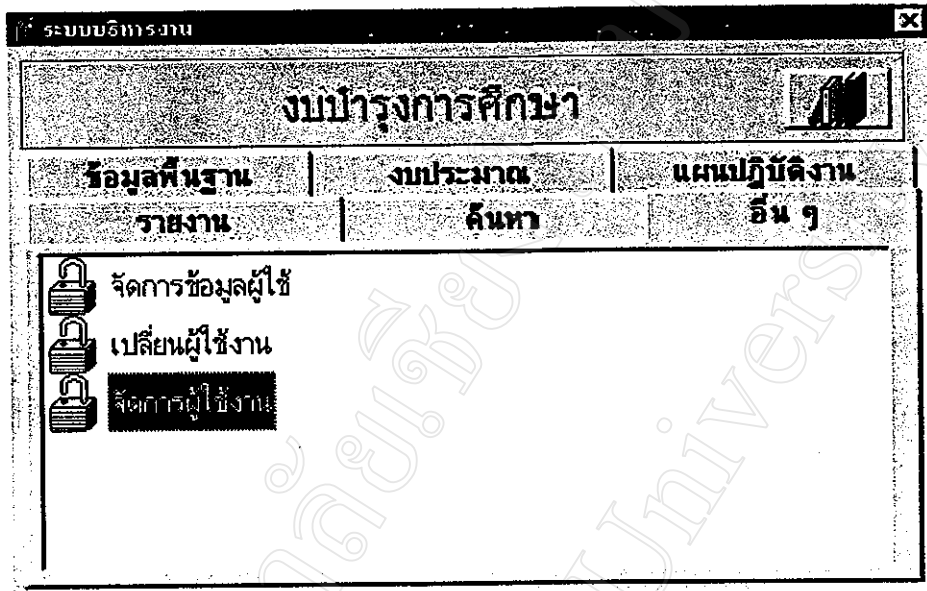 ระบบบริหารงาน
งบบำรุงการศึกษา
ข้อมูลพื้นฐาน งบประมาณ แผนปฏิบัติงาน
รายงาน ค้นหา อื่น ๆ
จัดการข้อมูลผู้ใช้
เปลี่ยนผู้ใช้งาน
จัดการผู้ใช้งาน